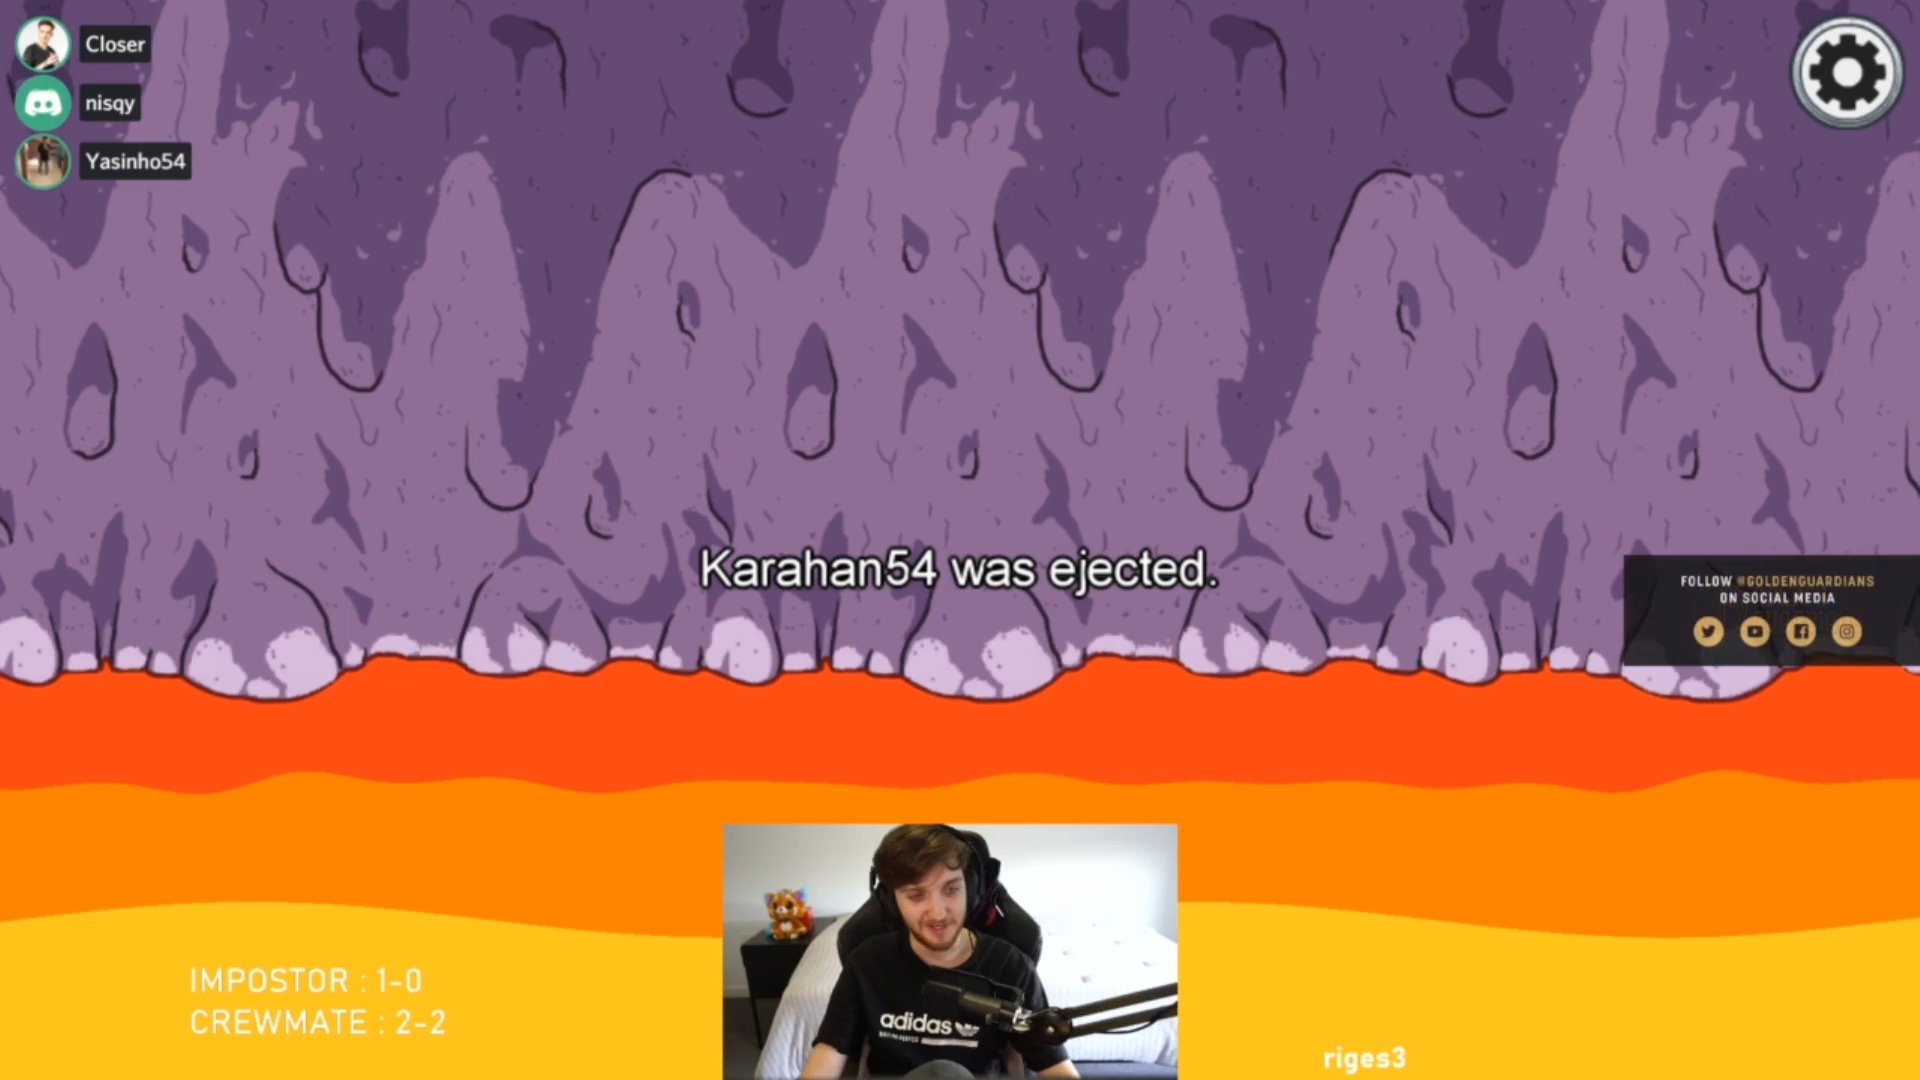 Closer
nisqy
Yasinho54
Karahan54 was ejected.
FOLLOW @GOLDENGUARDIANS
ON SOCIAL MEDIA
adidas
IMPOSTOR : 1-0
CREWMATE : 2-2
riges3